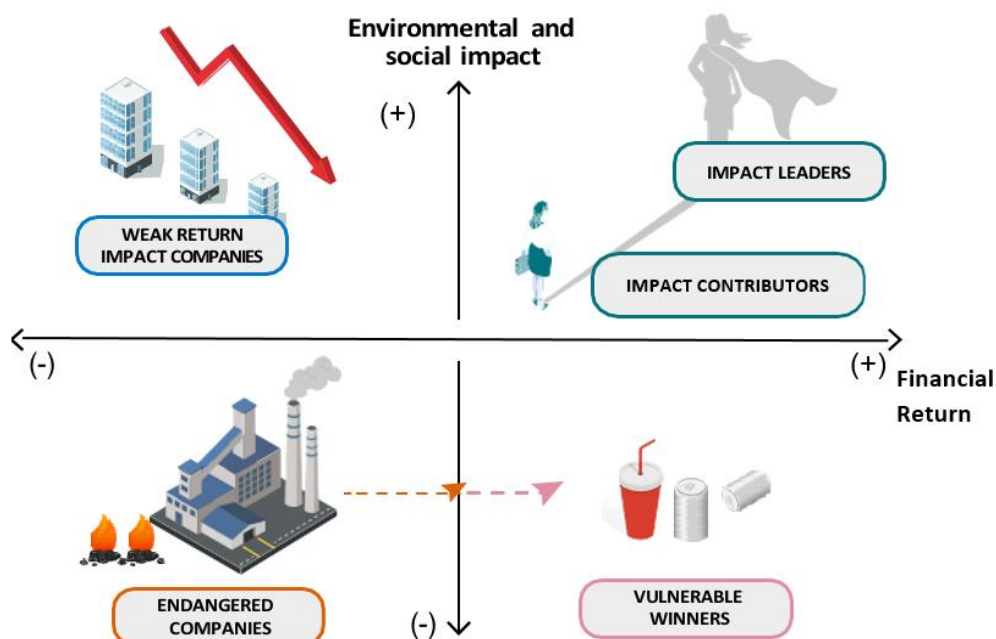 Environmental and
social impact
(+)
IMPACT LEADERS
WEAK RETURN
IMPACT COMPANIES
IMPACT CONTRIBUTORS
(-)
(+)
Financial
Return
ENDANGERED
COMPANIES
VULNERABLE
WINNERS
(-)